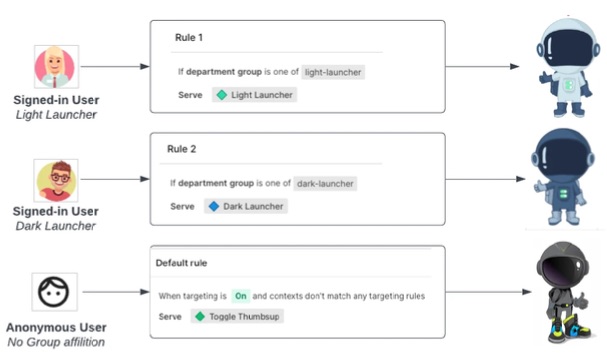 Rule 1
If department group is one of light-launcher
Serve Light Launcher
Signed-in User
Light Launcher
Rule 2
If department group is one of dark-launcher
Serve Dark Launcher
Signed-in User
Dark Launcher
Default rule
When targeting is On and contexts don't match any targeting rules
Serve Toggle Thumbsup
Anonymous User
No Group affilition